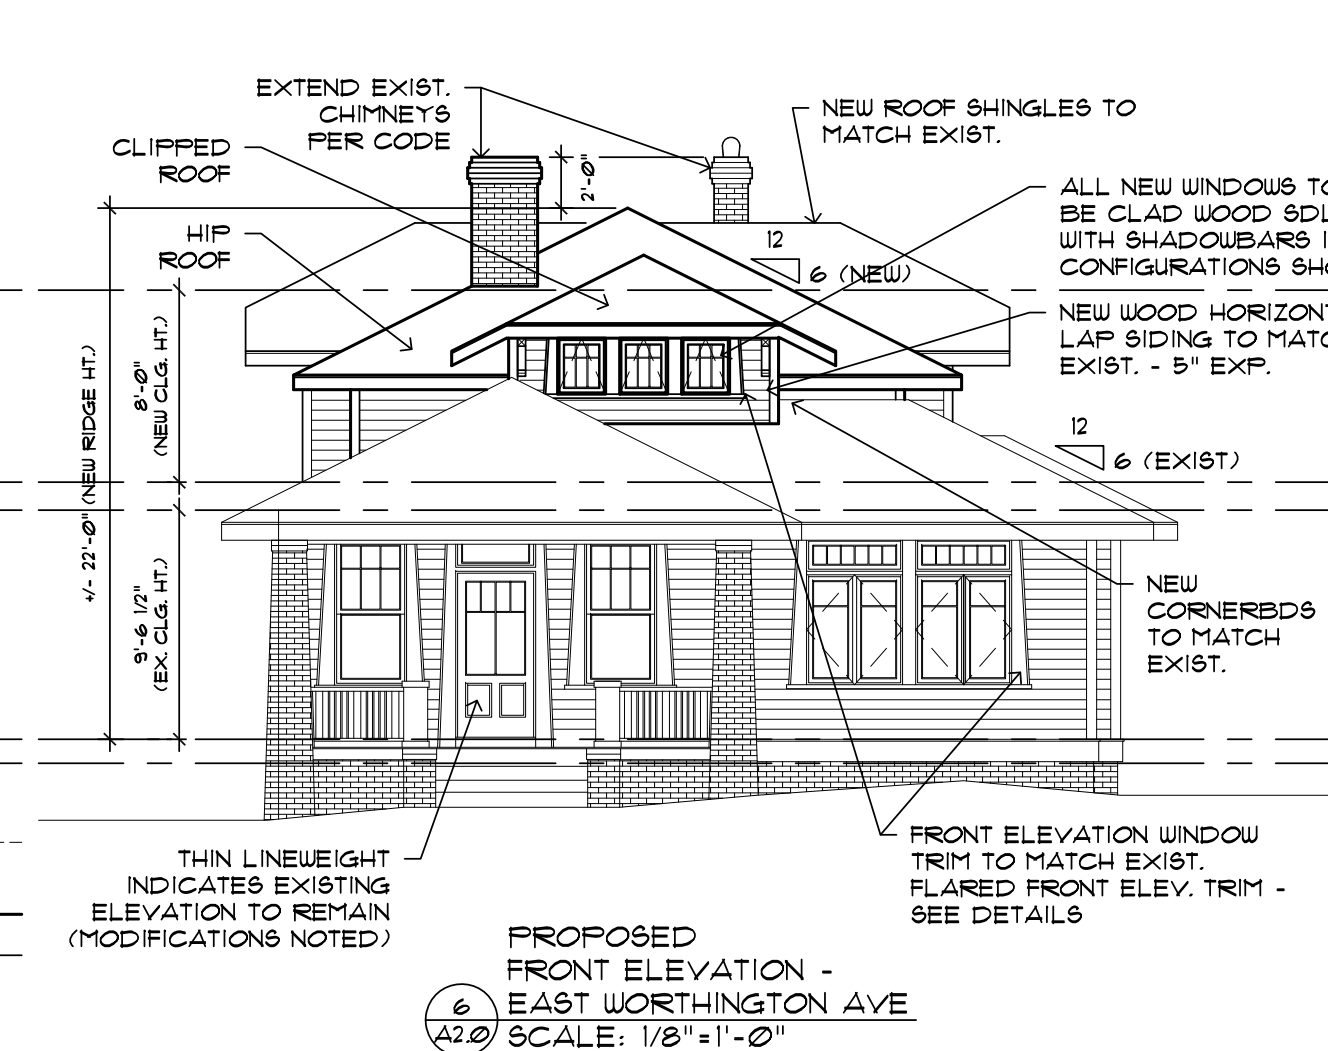 EXTEND EXIST.
CHIMNEYS
PER CODE
CLIPPED
ROOF
HIP
ROOF
2'-0"
NEW ROOF SHINGLES TO
MATCH EXIST.
ALL NEW WINDOWS TO
BE CLAD WOOD SDL
WITH SHADOWBARS
CONFIGURATIONS
12
6 (NEW)
NEW WOOD
LAP SIDING TO
EXIST. - 5" EXP.
12
6 (EXIST)
+/- 22'-0" (NEW RIDGE HT.)
8'-0"
(NEW CLG. HT.)
9'-6 1/2"
(EX. CLG. HT.)
NEW
CORNERBDS
TO MATCH
EXIST.
THIN LINEWEIGHT
INDICATES EXISTING
ELEVATION TO REMAIN
(MODIFICATIONS NOTED)
FRONT ELEVATION WINDOW
TRIM TO MATCH EXIST.
FLARED FRONT ELEV. TRIM -
SEE DETAILS
PROPOSED
FRONT ELEVATION -
EAST WORTHINGTON AVE
SCALE: 1/8"=1'-0"
6
A2.0